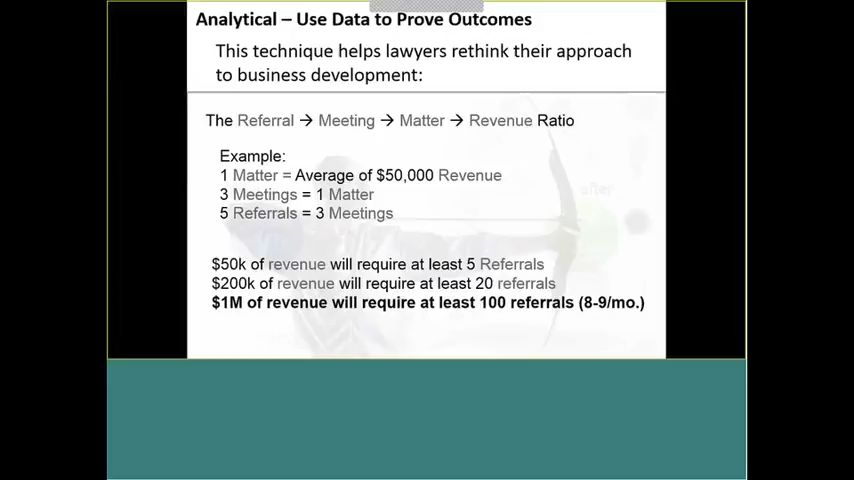 Analytical – Use Data to Prove Outcomes
This technique helps lawyers rethink their approach
to business development:
The Referral → Meeting → Matter → Revenue Ratio
Example:
1 Matter = Average of $50,000 Revenue
3 Meetings = 1 Matter
5 Referrals = 3 Meetings
after
$50k of revenue will require at least 5 Referrals
$200k of revenue will require at least 20 referrals
$1M of revenue will require at least 100 referrals (8-9/mo.)